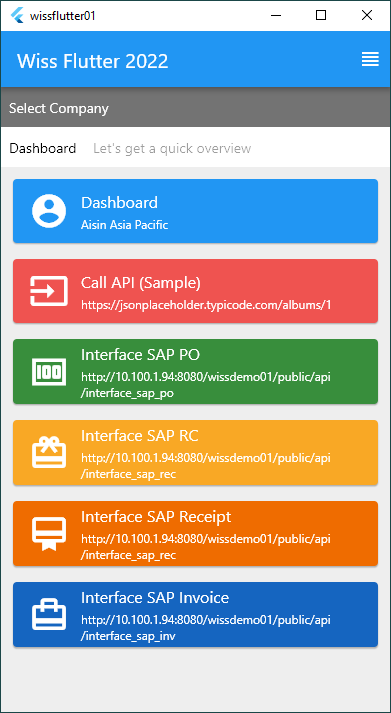 wissflutter01
Wiss Flutter 2022
Select Company
Dashboard Let's get a quick overview
Dashboard
Aisin Asia Pacific
Call API (Sample)
https://jsonplaceholder.typicode.com/albums/1
100
Interface SAP PO
http://10.100.1.94:8080/wissdemo01/public/api
/interface_sap_po
Interface SAP RC
http://10.100.1.94:8080/wissdemo01/public/api
/interface_sap_rec
Interface SAP Receipt
http://10.100.1.94:8080/wissdemo01/public/api
/interface_sap_rec
Interface SAP Invoice
http://10.100.1.94:8080/wissdemo01/public/api
/interface_sap_inv